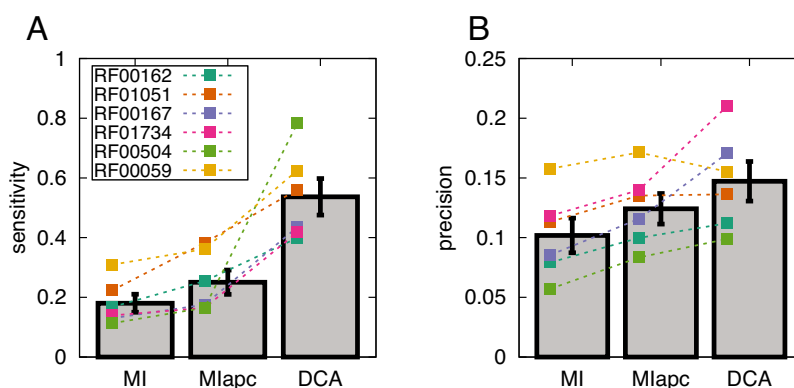 A
1
0.8
0.6
0.4
0.2
0
sensitivity
RF00162
RF01051
RF00167
RF01734
RF00504
RF00059
MI
MIapc
DCA
B
0.25
0.2
0.15
0.1
0.05
0
precision
MI
MIapc
DCA